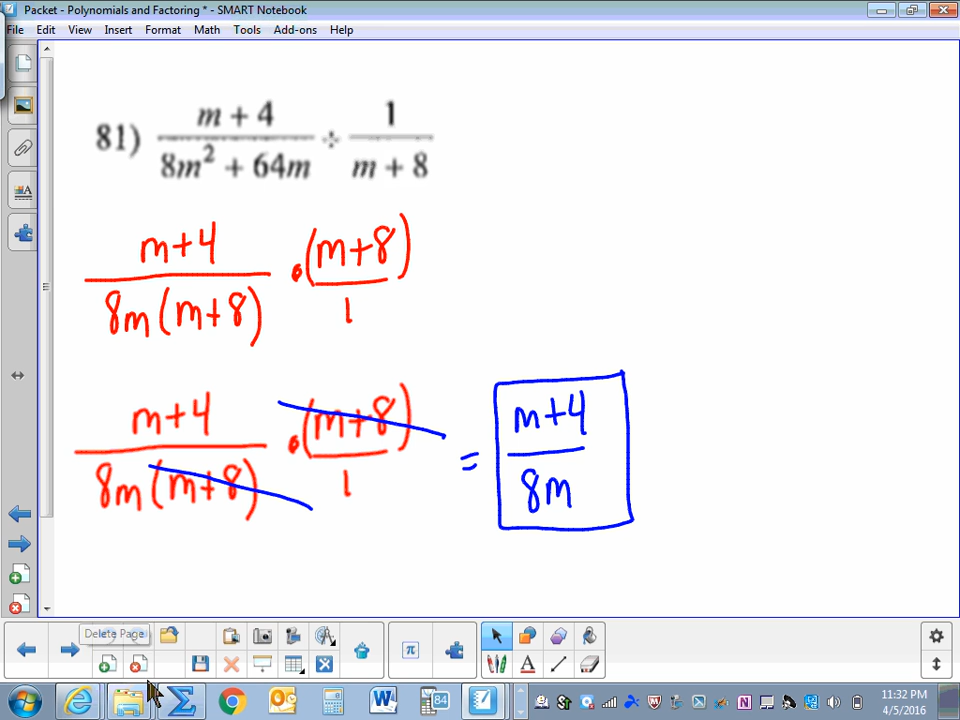 Packet - Polynomials and Factoring * - SMART Notebook
File Edit View Insert Format Math Tools Add-ons Help
81) (m + 4)/(8m² + 64m) ÷ 1/(m + 8)
m+4
8m(m+8)
· (m+8)
1
m+4
8m(m+8)
· (m+8)
1
=
m+4
8m
Delete Page
π
A
Σ
W
84
N
11:32 PM
4/5/2016